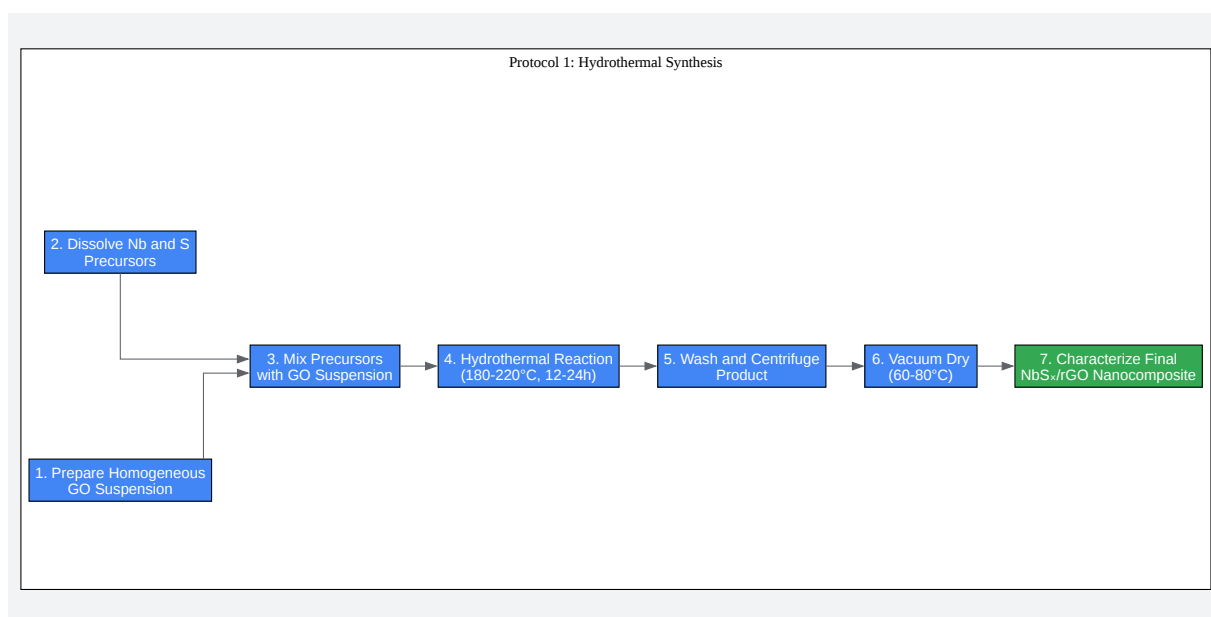 Protocol 1: Hydrothermal Synthesis
2. Dissolve Nb and S
Precursors
3. Mix Precursors
with GO Suspension
4. Hydrothermal Reaction
(180-220°C, 12-24h)
5. Wash and Centrifuge
Product
6. Vacuum Dry
(60-80°C)
7. Characterize Final
NbSₓ/rGO Nanocomposite
1. Prepare Homogeneous
GO Suspension